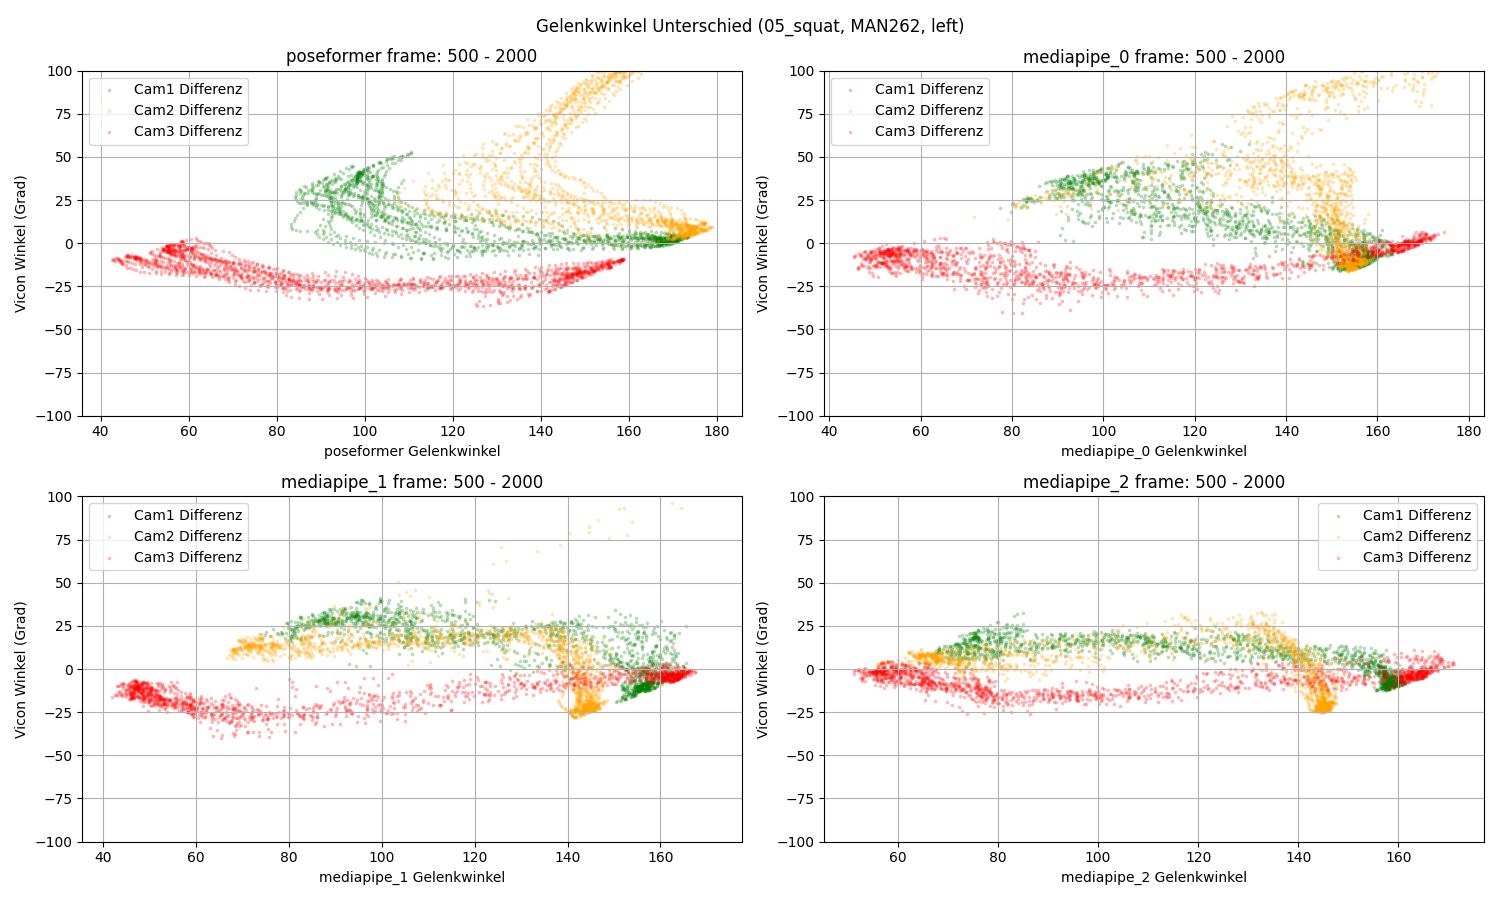 Gelenkwinkel Unterschied (05_squat, MAN262, left)
poseformer frame: 500 - 2000
Cam1 Differenz
Cam2 Differenz
Cam3 Differenz
100
75
50
25
0
−25
−50
−75
−100
Vicon Winkel (Grad)
40 60 80 100 120 140 160 180
poseformer Gelenkwinkel
mediapipe_0 frame: 500 - 2000
Cam1 Differenz
Cam2 Differenz
Cam3 Differenz
100
75
50
25
0
−25
−50
−75
−100
Vicon Winkel (Grad)
40 60 80 100 120 140 160 180
mediapipe_0 Gelenkwinkel
mediapipe_1 frame: 500 - 2000
Cam1 Differenz
Cam2 Differenz
Cam3 Differenz
100
75
50
25
0
−25
−50
−75
−100
Vicon Winkel (Grad)
40 60 80 100 120 140 160
mediapipe_1 Gelenkwinkel
mediapipe_2 frame: 500 - 2000
Cam1 Differenz
Cam2 Differenz
Cam3 Differenz
100
75
50
25
0
−25
−50
−75
−100
Vicon Winkel (Grad)
60 80 100 120 140 160
mediapipe_2 Gelenkwinkel